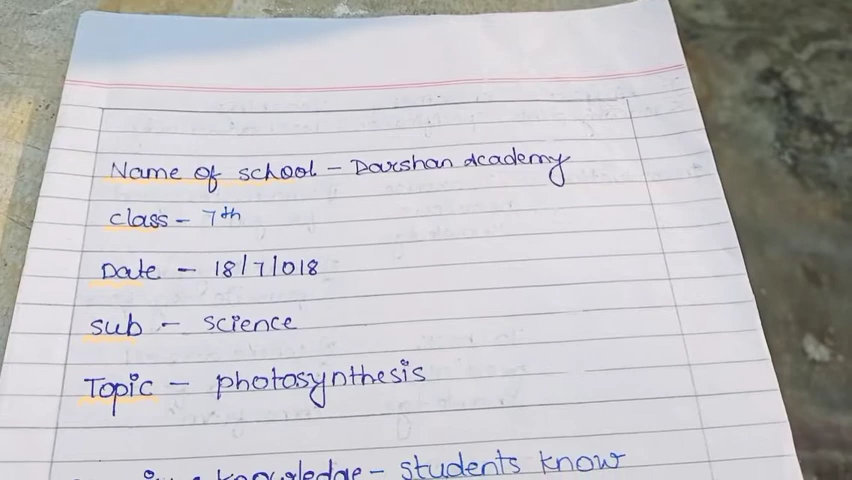 Name of school - Darshan Academy
class - 7th
Date - 18/7/018
sub - science
Topic - photosynthesis
knowledge - students know